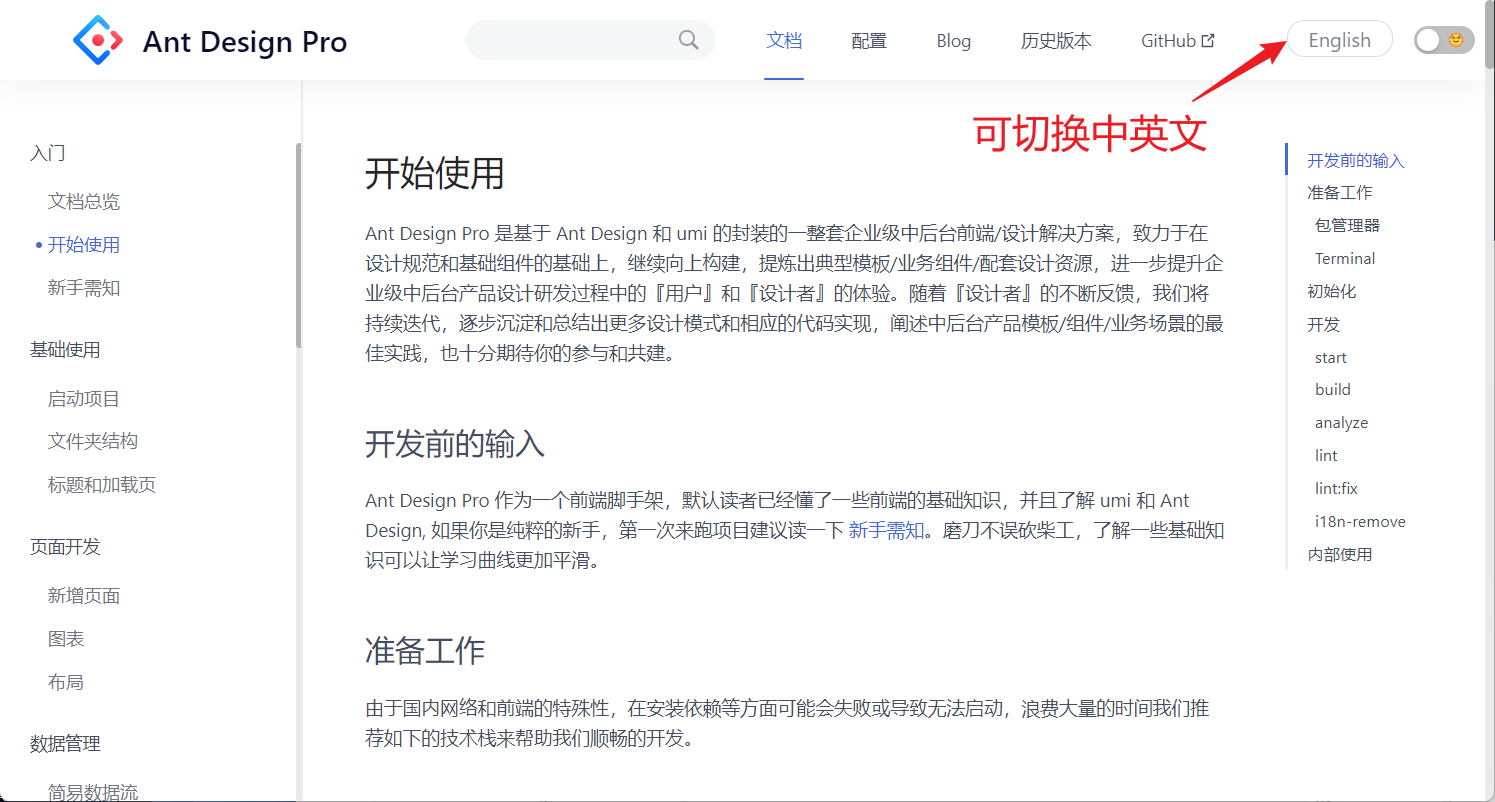 Ant Design Pro
文档
配置
Blog
历史版本
GitHub
English
可切换中英文
入门
文档总览
开始使用
新手需知
基础使用
启动项目
文件夹结构
标题和加载页
页面开发
新增页面
图表
布局
数据管理
简易数据流
开始使用
Ant Design Pro 是基于 Ant Design 和 umi 的封装的一整套企业级中后台前端/设计解决方案，致力于在
设计规范和基础组件的基础上，继续向上构建，提炼出典型模板/业务组件/配套设计资源，进一步提升企
业级中后台产品设计研发过程中的『用户』和『设计者』的体验。随着『设计者』的不断反馈，我们将
持续迭代，逐步沉淀和总结出更多设计模式和相应的代码实现，阐述中后台产品模板/组件/业务场景的最
佳实践，也十分期待你的参与和共建。
开发前的输入
Ant Design Pro 作为一个前端脚手架，默认读者已经懂了一些前端的基础知识，并且了解 umi 和 Ant
Design, 如果你是纯粹的新手，第一次来跑项目建议读一下 新手需知。磨刀不误砍柴工，了解一些基础知
识可以让学习曲线更加平滑。
准备工作
由于国内网络和前端的特殊性，在安装依赖等方面可能会失败或导致无法启动，浪费大量的时间我们推
荐如下的技术栈来帮助我们顺畅的开发。
开发前的输入
准备工作
包管理器
Terminal
初始化
开发
start
build
analyze
lint
lint:fix
i18n-remove
内部使用